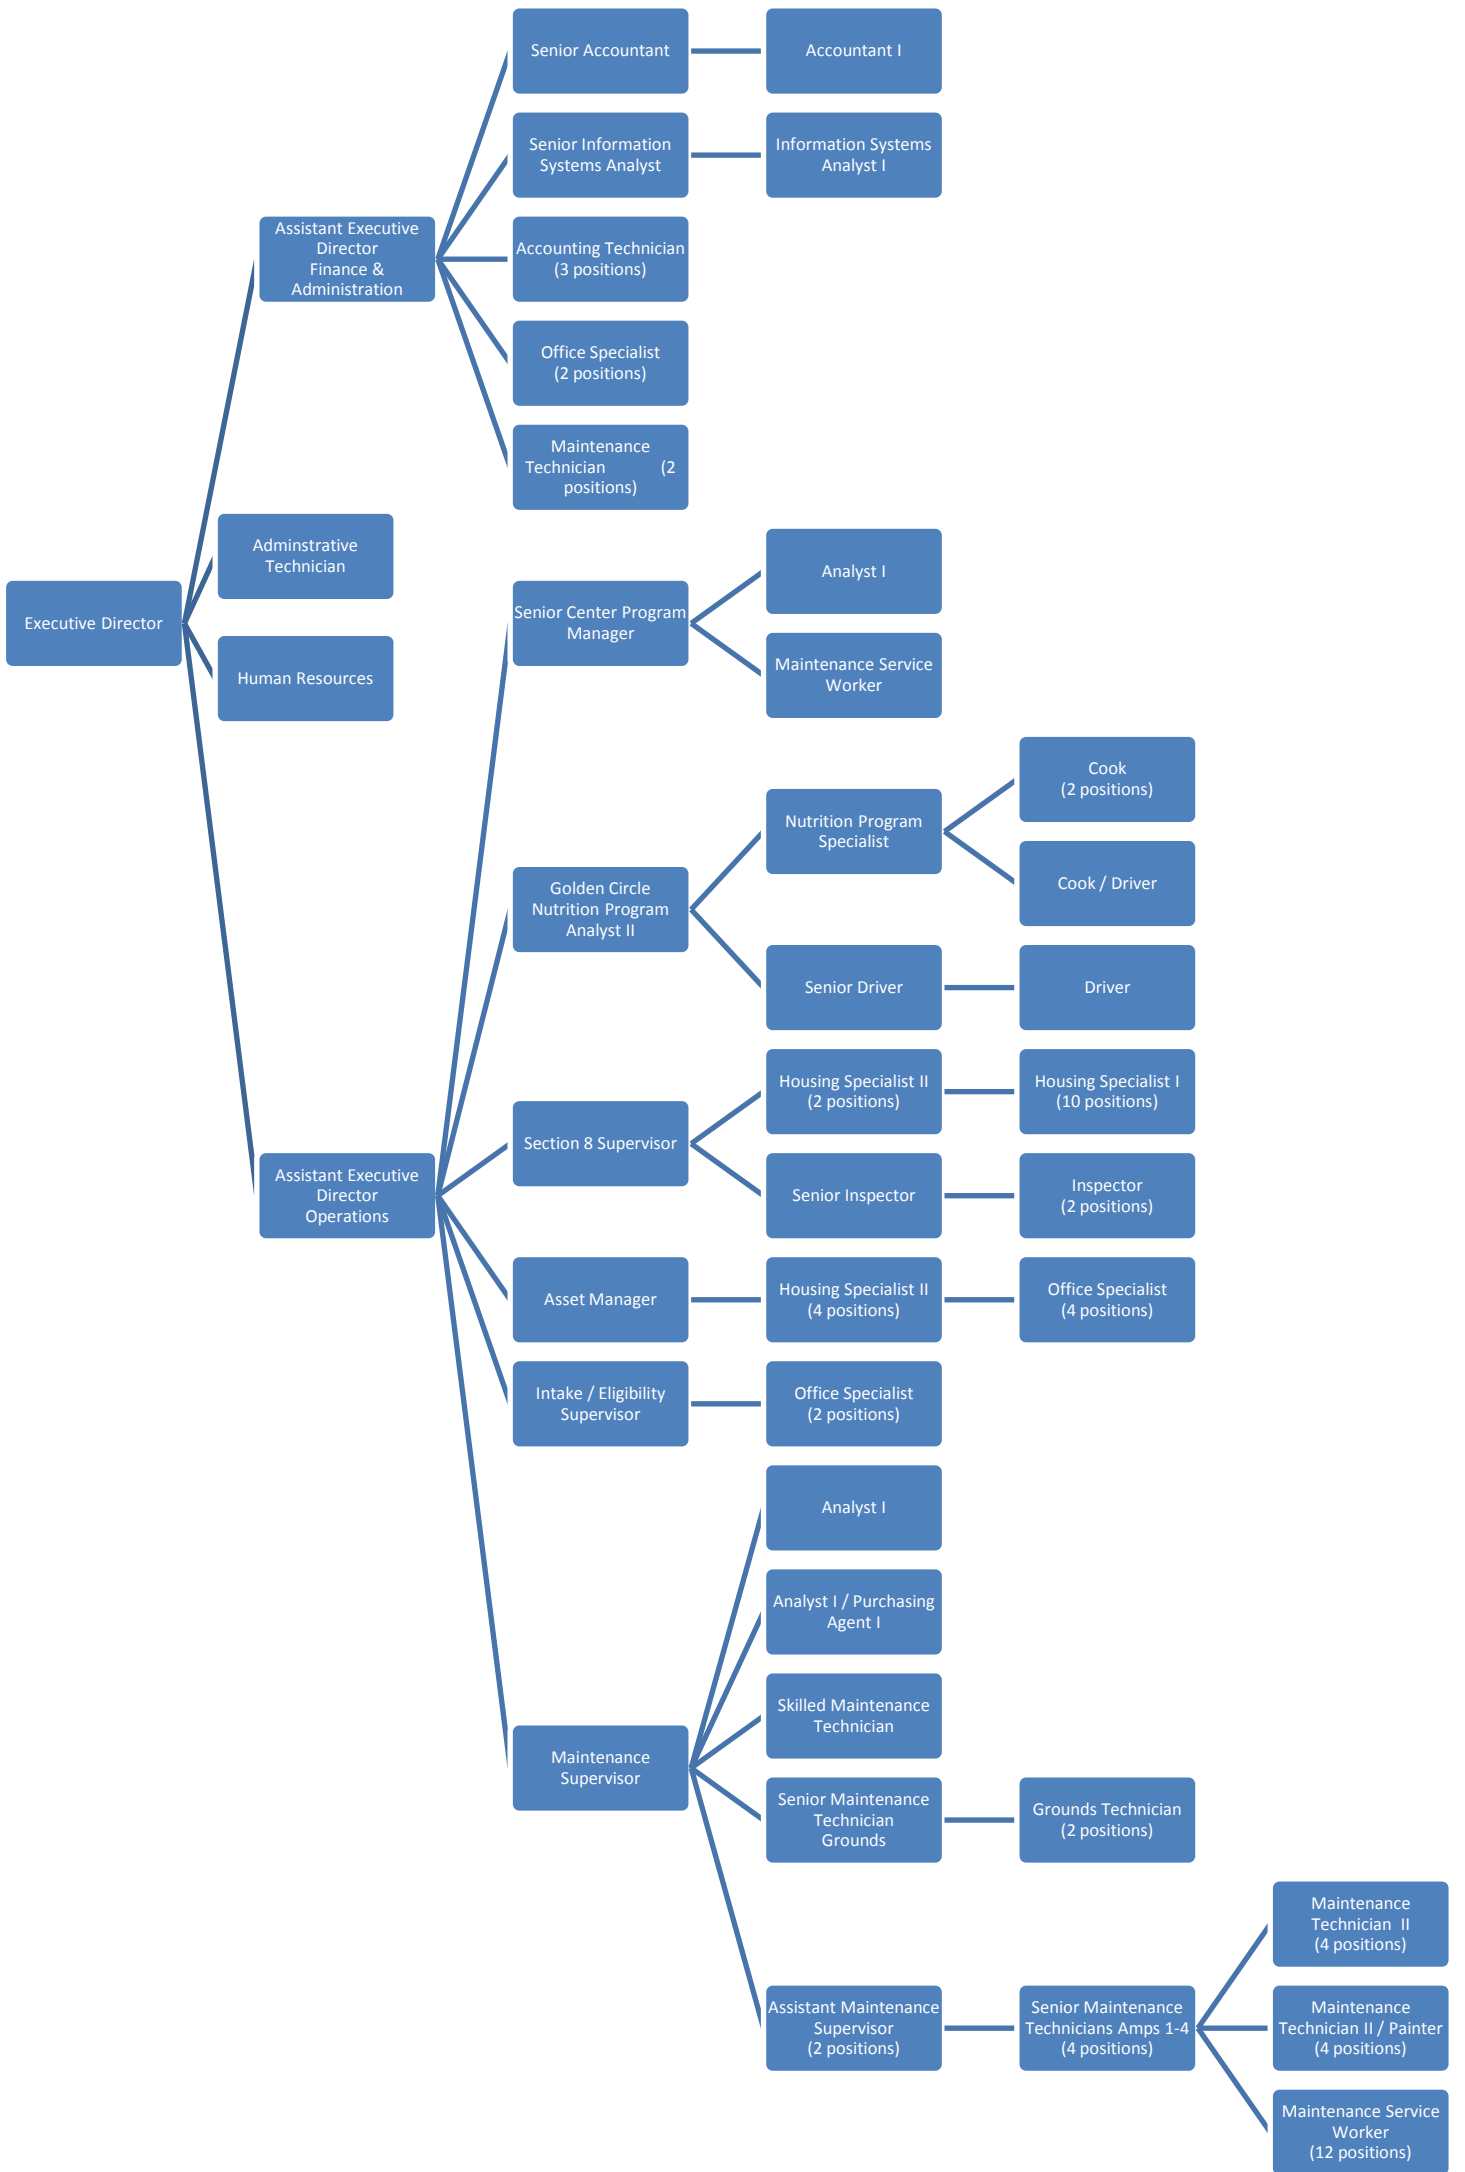 Senior Accountant
Accountant I
Senior Information
Systems Analyst
Information Systems
Analyst I
Assistant Executive
Director
Finance &
Administration
Accounting Technician
(3 positions)
Office Specialist
(2 positions)
Maintenance
Technician (2
positions)
Adminstrative
Technician
Executive Director
Human Resources
Senior Center Program
Manager
Analyst I
Maintenance Service
Worker
Golden Circle
Nutrition Program
Analyst II
Nutrition Program
Specialist
Cook
(2 positions)
Cook / Driver
Senior Driver
Driver
Assistant Executive
Director
Operations
Section 8 Supervisor
Housing Specialist II
(2 positions)
Housing Specialist I
(10 positions)
Senior Inspector
Inspector
(2 positions)
Asset Manager
Housing Specialist II
(4 positions)
Office Specialist
(4 positions)
Intake / Eligibility
Supervisor
Office Specialist
(2 positions)
Maintenance
Supervisor
Analyst I
Analyst I / Purchasing
Agent I
Skilled Maintenance
Technician
Senior Maintenance
Technician
Grounds
Grounds Technician
(2 positions)
Assistant Maintenance
Supervisor
(2 positions)
Senior Maintenance
Technicians Amps 1-4
(4 positions)
Maintenance
Technician II
(4 positions)
Maintenance
Technician II / Painter
(4 positions)
Maintenance Service
Worker
(12 positions)